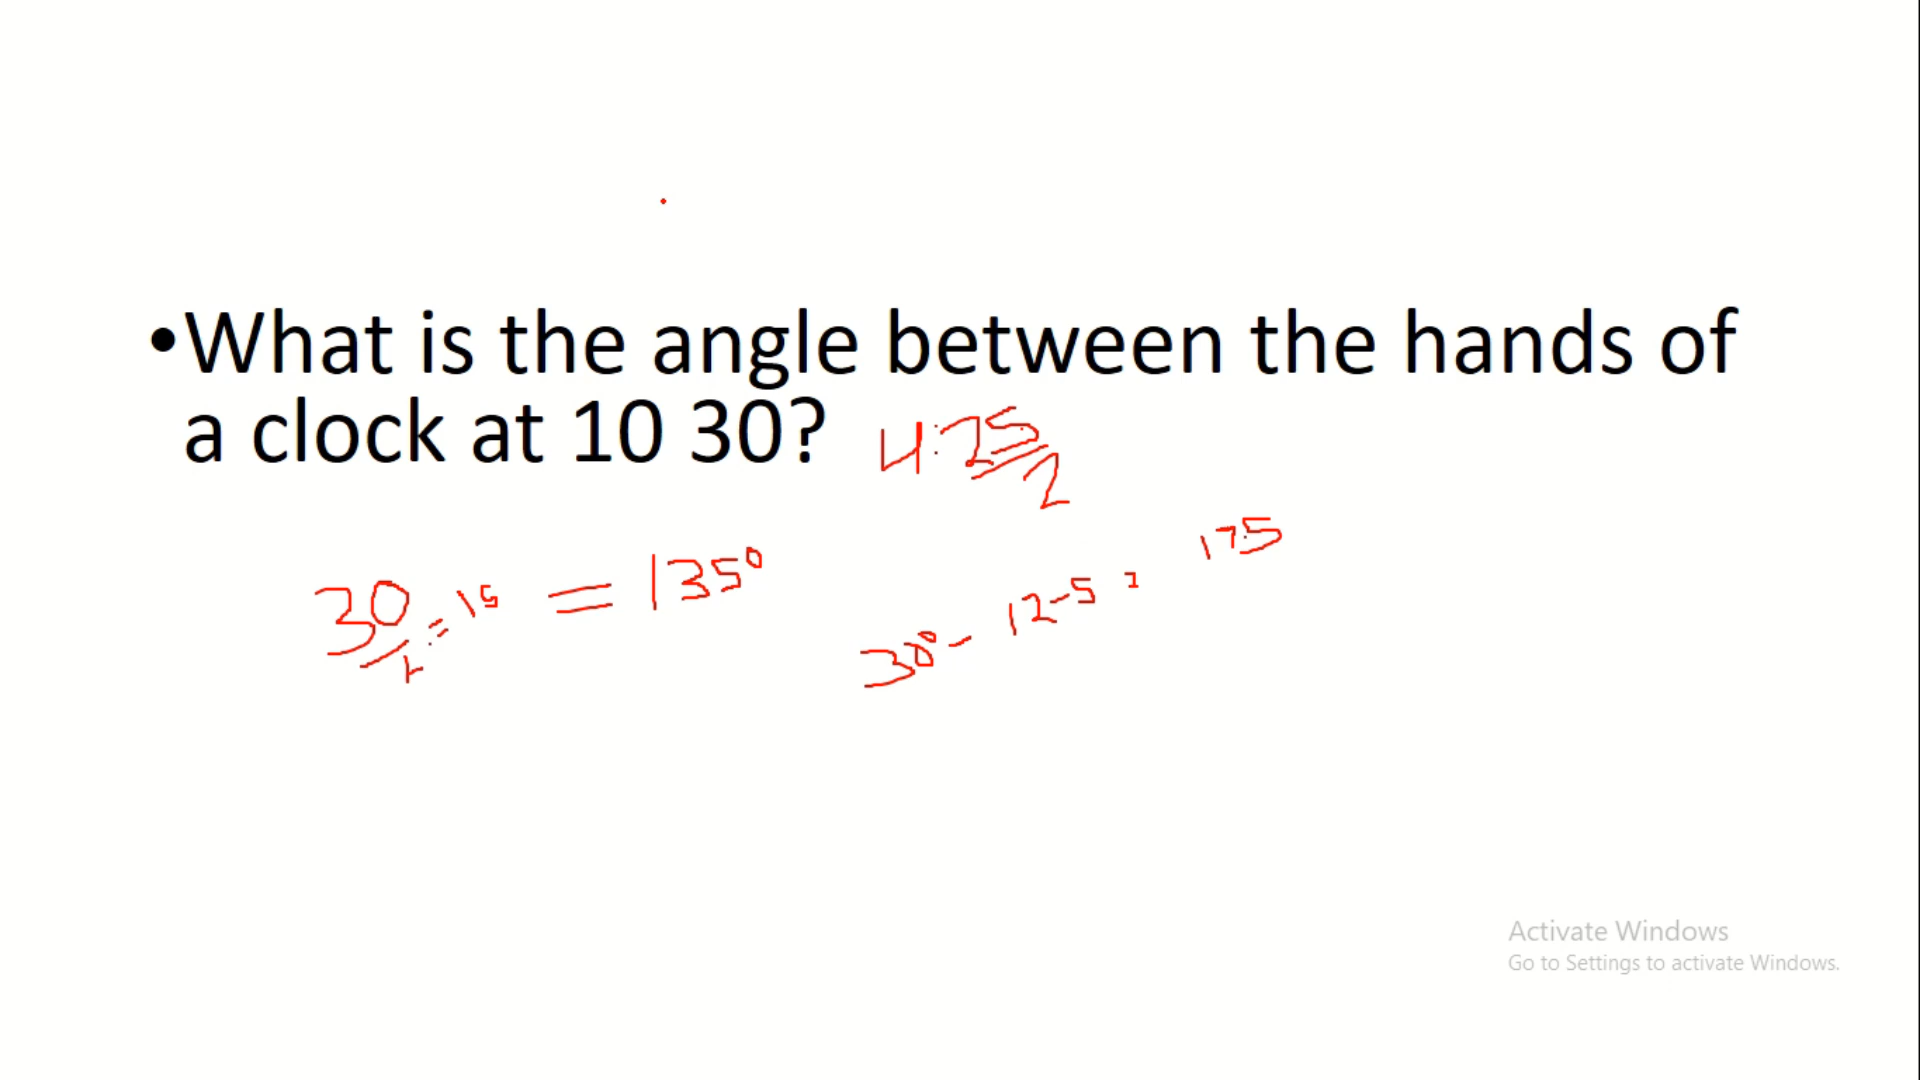 •What is the angle between the hands of
a clock at 10 30? 4:25/2
30/2 = 15 = 135°
30° - 12-5 = 175
Activate Windows
Go to Settings to activate Windows.